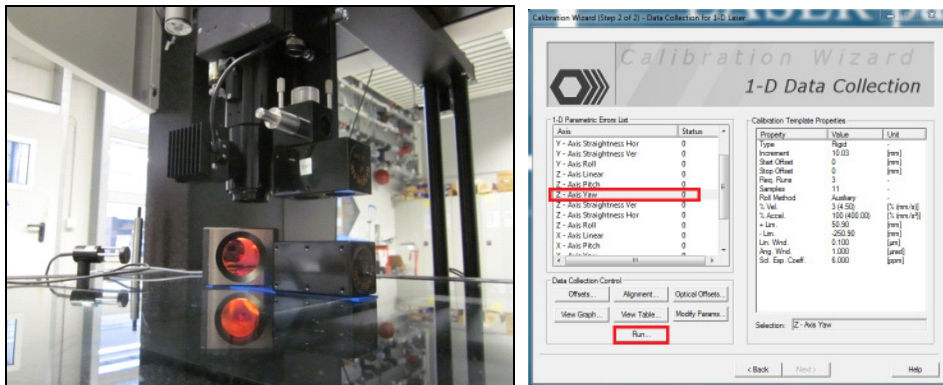 Calibration Wizard (Step 2 of 2) - Data Collection for 1-D Laser
Calibration Wizard
1-D Data Collection
1-D Parametric Errors List
Axis Status
Y - Axis Straightness Hor 0
Y - Axis Straightness Ver 0
Y - Axis Roll 0
Z - Axis Linear 0
Z - Axis Pitch 0
Z - Axis Yaw 0
Z - Axis Straightness Ver 0
Z - Axis Straightness Hor 0
Z - Axis Roll 0
X - Axis Linear 0
X - Axis Pitch 0
Calibration Template Properties
Property Value Unit
Type Rigid -
Increment 10.03 [mm]
Start Offset 0 [mm]
Stop Offset 0 [mm]
Req. Runs 3 -
Samples 11 -
Roll Method Auxiliary -
% Vel. 3 (4.50) [% (mm/s)]
% Accel. 100 (400.00) [% (mm/s²)]
+ Lim. 50.90 [mm]
- Lim. -250.90 [mm]
Lin. Wnd. 0.100 [µm]
Ang. Wnd. 1.000 [µrad]
Scl. Exp. Coeff. 6.000 [ppm]
Data Collection Control
Offsets... Alignment... Optical Offsets...
View Graph... View Table... Modify Params...
Run...
Selection: Z - Axis Yaw
< Back Next > Help